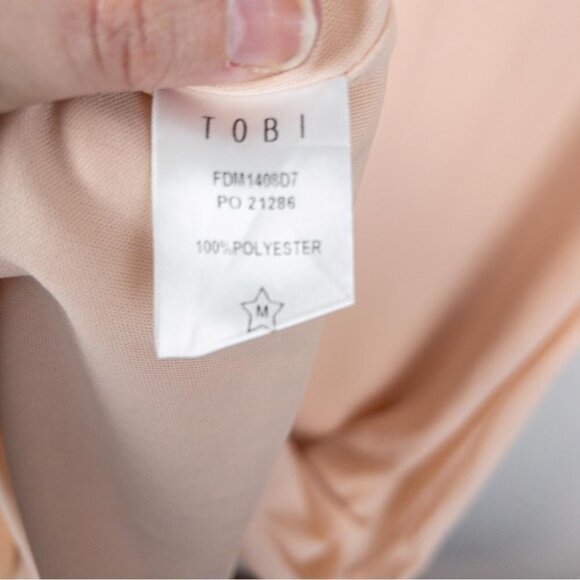 TOBI
FDM1408D7
PO 21286
100%POLYESTER
M